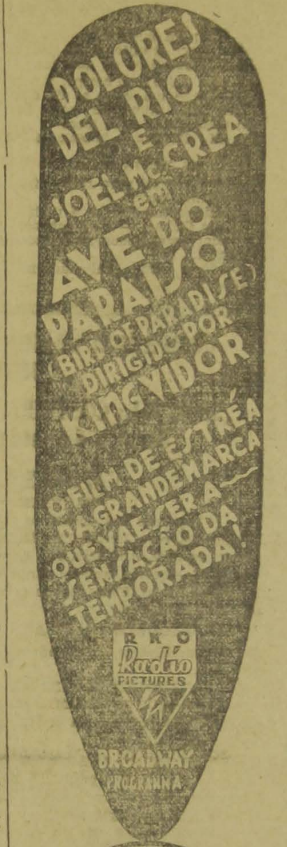 DOLORES
DEL RIO
E
JOEL McCREA
em
AVE DO
PARAISO
(BIRD OF PARADISE)
DIRIGIDO POR
KING VIDOR
O FILM DE ESTRÉA
DA GRANDE MARCA
QUE VAE SER A
SENSAÇÃO DA
TEMPORADA!
RKO
Radio
PICTURES
BROADWAY
PROGRAMMA